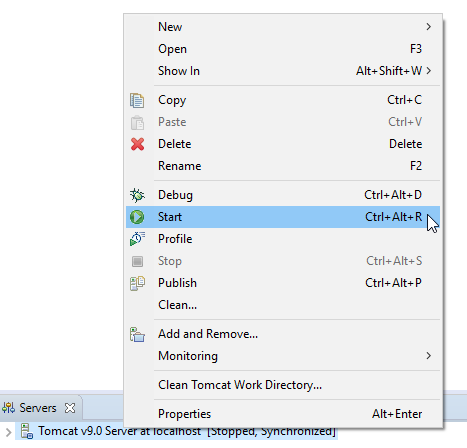 New
Open F3
Show In Alt+Shift+W
Copy Ctrl+C
Paste Ctrl+V
Delete Delete
Rename F2
Debug Ctrl+Alt+D
Start Ctrl+Alt+R
Profile
Stop Ctrl+Alt+S
Publish Ctrl+Alt+P
Clean...
Add and Remove...
Monitoring
Clean Tomcat Work Directory...
Properties Alt+Enter
Servers
Tomcat v9.0 Server at localhost [Stopped, Synchronized]